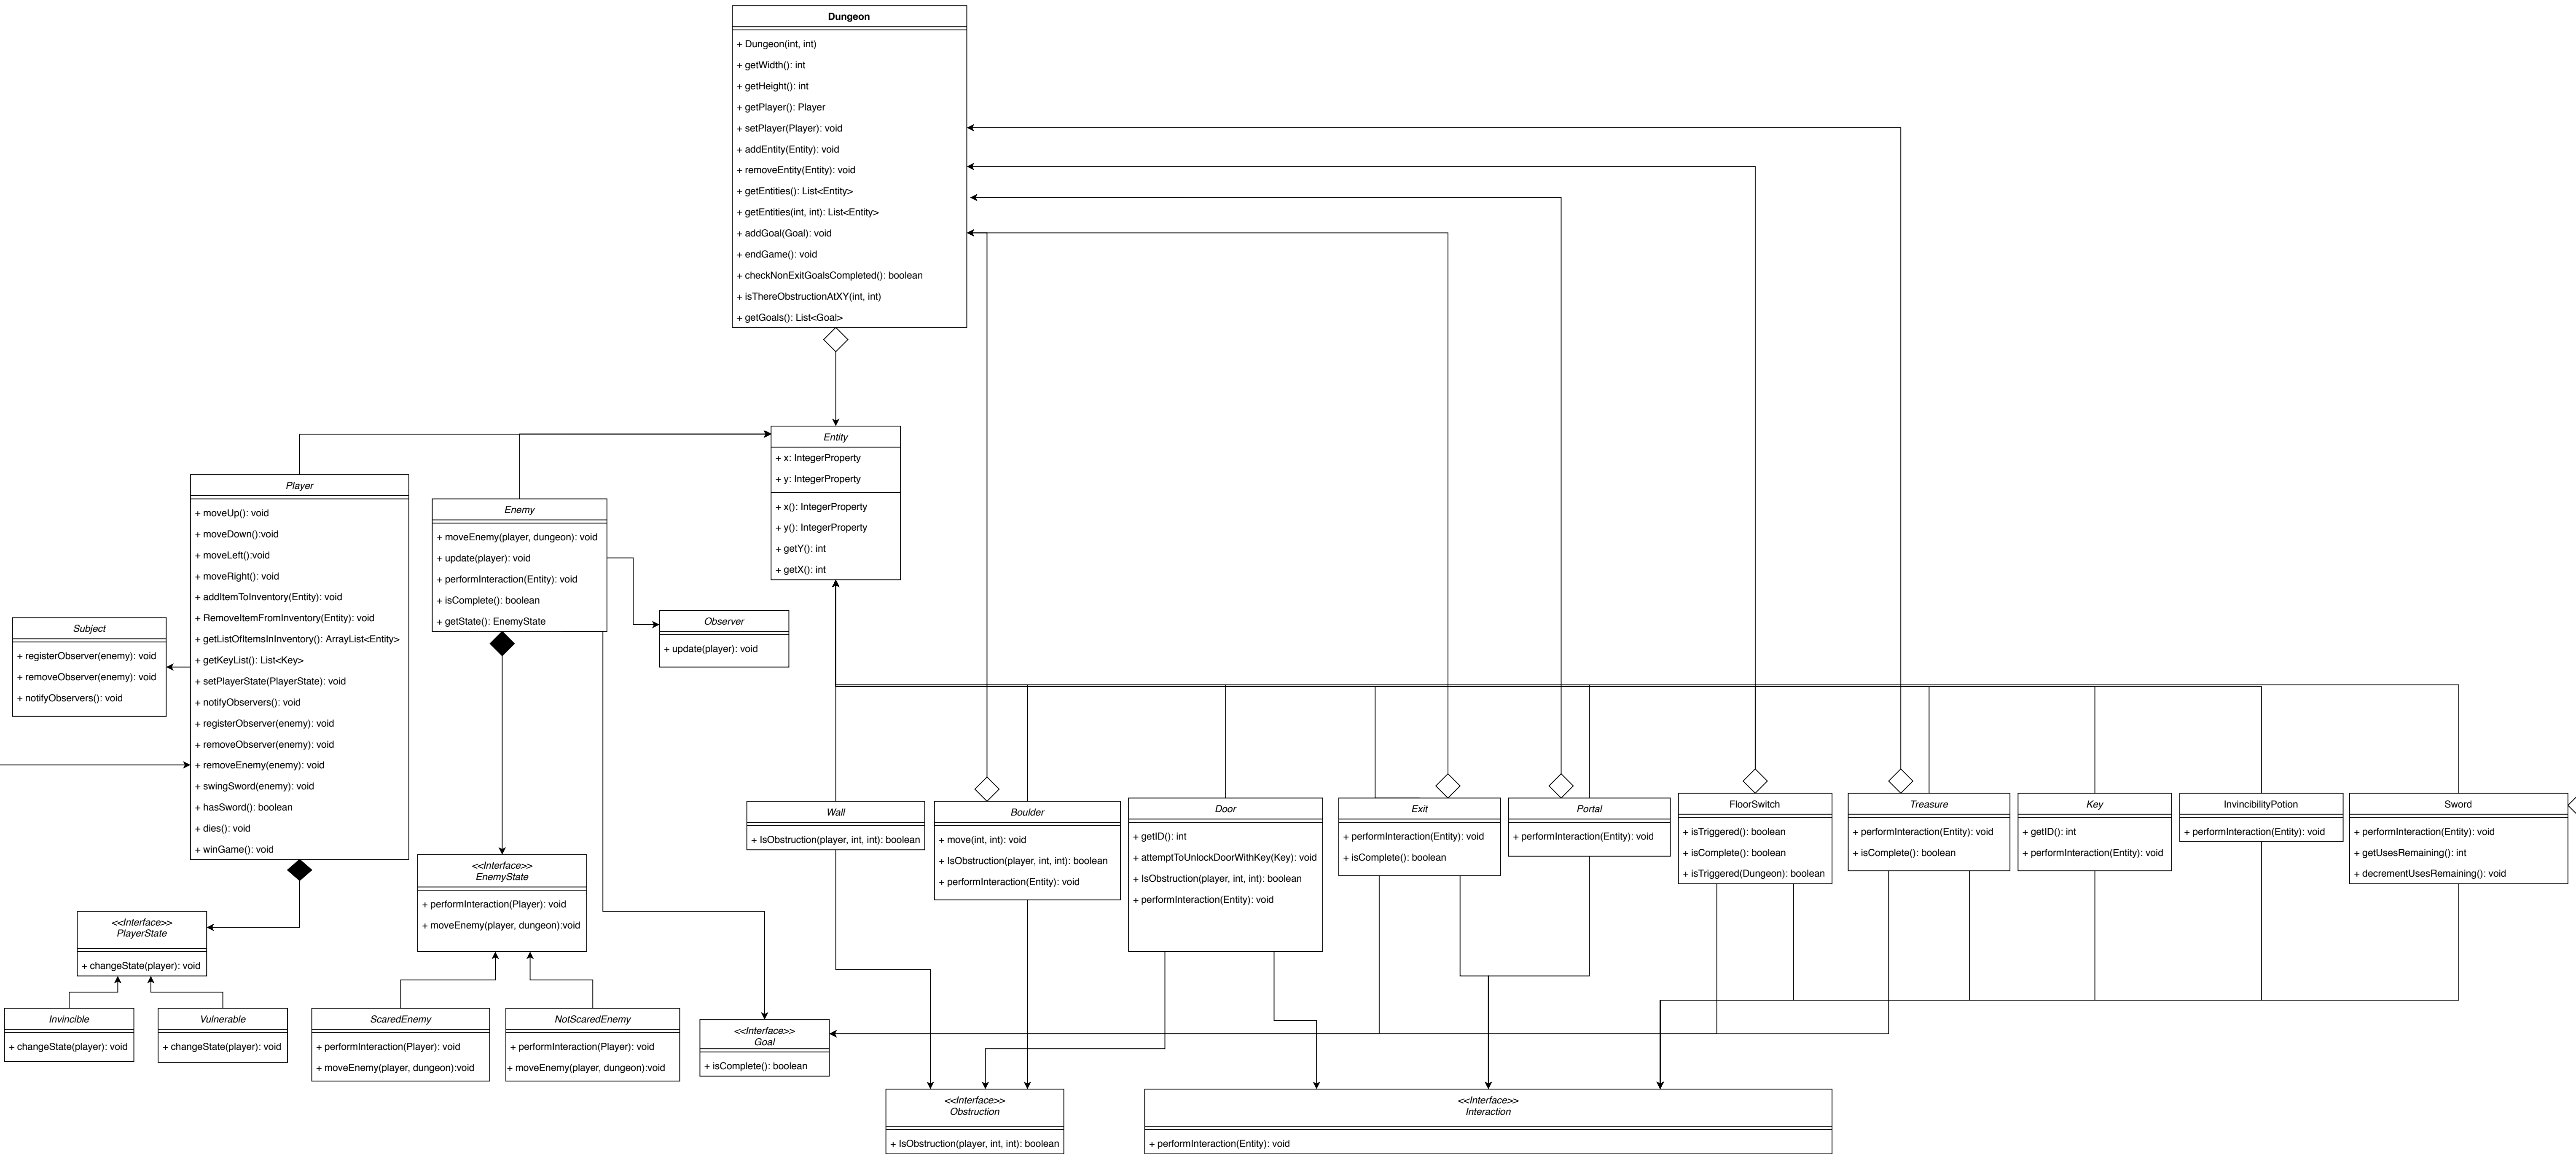 Dungeon
+ Dungeon(int, int)
+ getWidth(): int
+ getHeight(): int
+ getPlayer(): Player
+ setPlayer(Player): void
+ addEntity(Entity): void
+ removeEntity(Entity): void
+ getEntities(): List<Entity>
+ getEntities(int, int): List<Entity>
+ addGoal(Goal): void
+ endGame(): void
+ checkNonExitGoalsCompleted(): boolean
+ isThereObstructionAtXY(int, int)
+ getGoals(): List<Goal>
Entity
+ x: IntegerProperty
+ y: IntegerProperty
+ x(): IntegerProperty
+ y(): IntegerProperty
+ getY(): int
+ getX(): int
Player
+ moveUp(): void
+ moveDown():void
+ moveLeft():void
+ moveRight(): void
+ addItemToInventory(Entity): void
+ RemoveItemFromInventory(Entity): void
+ getListOfItemsInInventory(): ArrayList<Entity>
+ getKeyList(): List<Key>
+ setPlayerState(PlayerState): void
+ notifyObservers(): void
+ registerObserver(enemy): void
+ removeObserver(enemy): void
+ removeEnemy(enemy): void
+ swingSword(enemy): void
+ hasSword(): boolean
+ dies(): void
+ winGame(): void
Enemy
+ moveEnemy(player, dungeon): void
+ update(player): void
+ performInteraction(Entity): void
+ isComplete(): boolean
+ getState(): EnemyState
Subject
+ registerObserver(enemy): void
+ removeObserver(enemy): void
+ notifyObservers(): void
Observer
+ update(player): void
Wall
+ IsObstruction(player, int, int): boolean
Boulder
+ move(int, int): void
+ IsObstruction(player, int, int): boolean
+ performInteraction(Entity): void
Door
+ getID(): int
+ attemptToUnlockDoorWithKey(Key): void
+ IsObstruction(player, int, int): boolean
+ performInteraction(Entity): void
Exit
+ performInteraction(Entity): void
+ isComplete(): boolean
Portal
+ performInteraction(Entity): void
FloorSwitch
+ isTriggered(): boolean
+ isComplete(): boolean
+ isTriggered(Dungeon): boolean
Treasure
+ performInteraction(Entity): void
+ isComplete(): boolean
Key
+ getID(): int
+ performInteraction(Entity): void
InvincibilityPotion
+ performInteraction(Entity): void
Sword
+ performInteraction(Entity): void
+ getUsesRemaining(): int
+ decrementUsesRemaining(): void
<<Interface>>
PlayerState
+ changeState(player): void
<<Interface>>
EnemyState
+ performInteraction(Player): void
+ moveEnemy(player, dungeon):void
Invincible
+ changeState(player): void
Vulnerable
+ changeState(player): void
ScaredEnemy
+ performInteraction(Player): void
+ moveEnemy(player, dungeon):void
NotScaredEnemy
+ performInteraction(Player): void
+ moveEnemy(player, dungeon):void
<<Interface>>
Goal
+ isComplete(): boolean
<<Interface>>
Obstruction
+ IsObstruction(player, int, int): boolean
<<Interface>>
Interaction
+ performInteraction(Entity): void